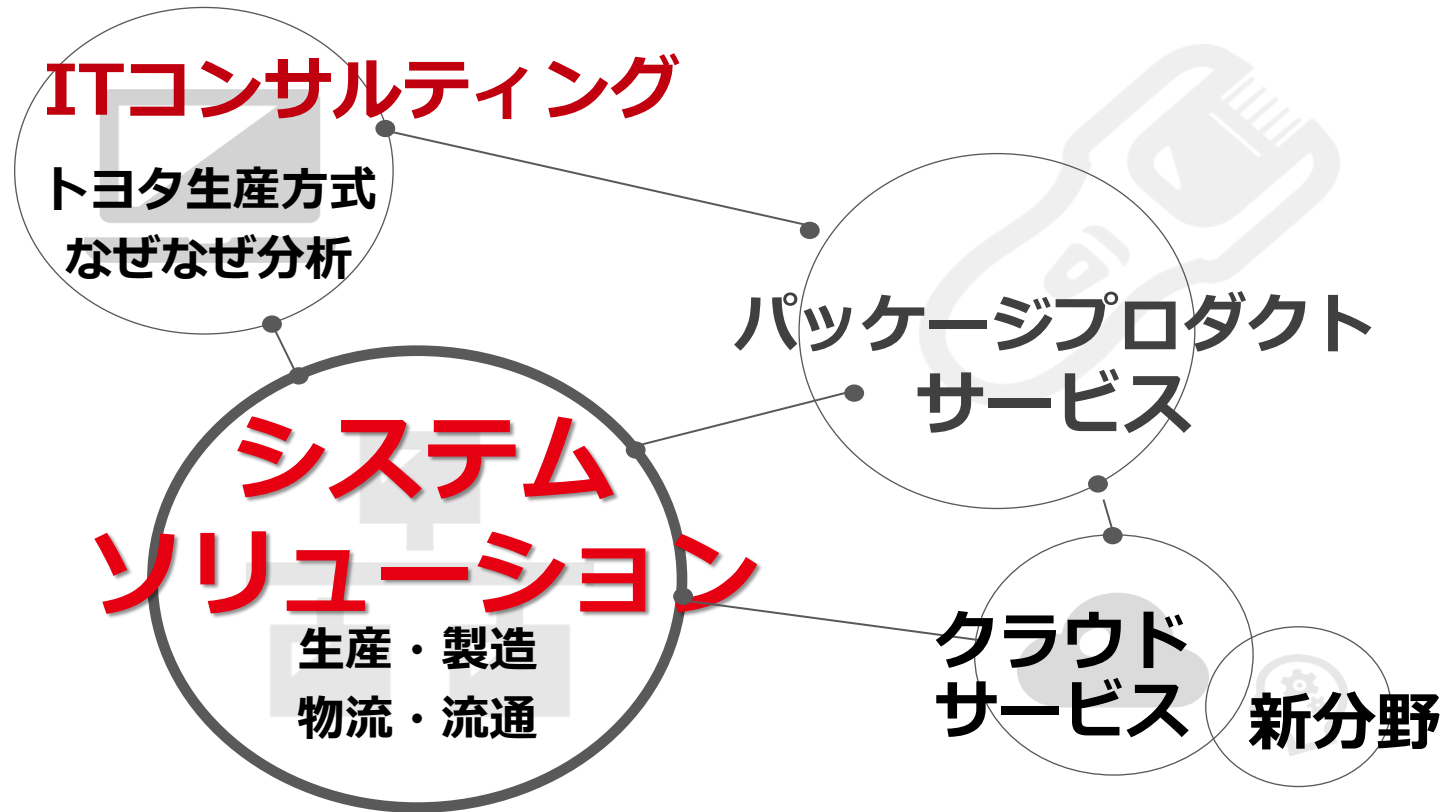 ITコンサルティング
トヨタ生産方式
なぜなぜ分析
パッケージプロダクト
サービス
システム
ソリューション
生産・製造
物流・流通
クラウド
サービス
新分野